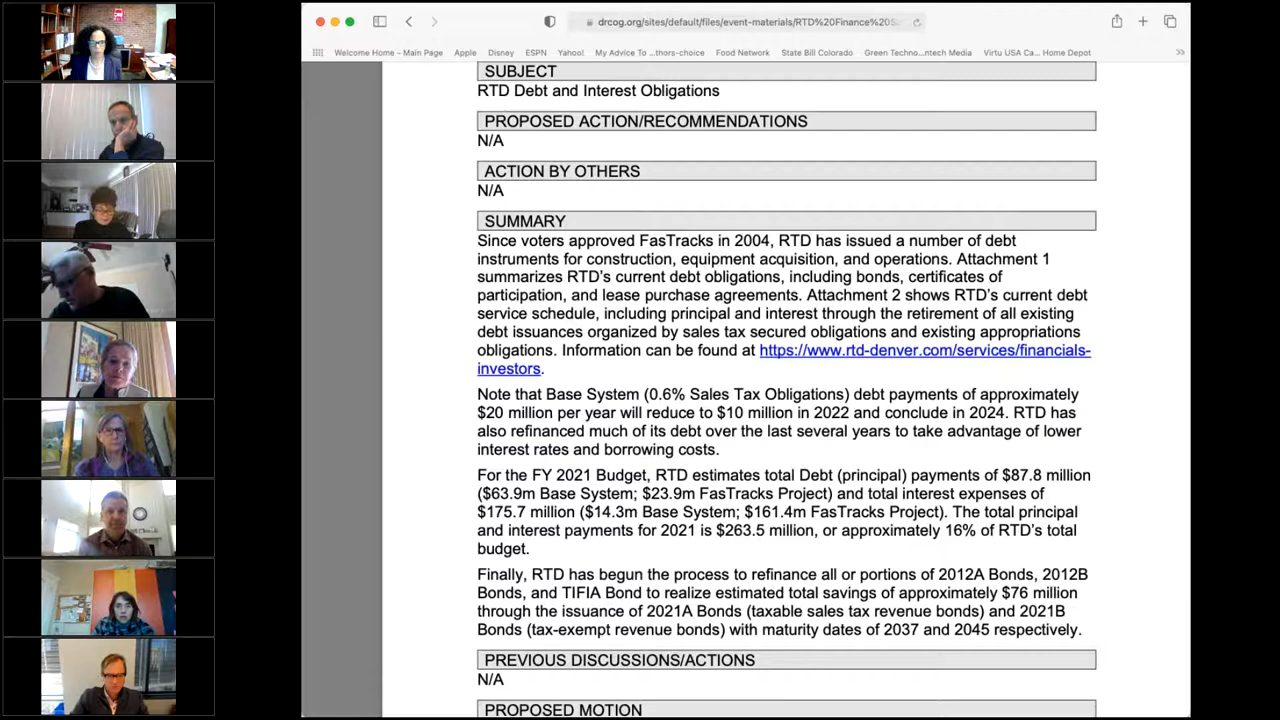 drcog.org/sites/default/files/event-materials/RTD%20Finance%20S
Welcome Home - Main Page Apple Disney ESPN Yahoo! My Advice To ...thors-choice Food Network State Bill Colorado Green Techno...ntech Media Virtu USA Ca... Home Depot
SUBJECT
RTD Debt and Interest Obligations
PROPOSED ACTION/RECOMMENDATIONS
N/A
ACTION BY OTHERS
N/A
SUMMARY
Since voters approved FasTracks in 2004, RTD has issued a number of debt
instruments for construction, equipment acquisition, and operations. Attachment 1
summarizes RTD's current debt obligations, including bonds, certificates of
participation, and lease purchase agreements. Attachment 2 shows RTD's current debt
service schedule, including principal and interest through the retirement of all existing
debt issuances organized by sales tax secured obligations and existing appropriations
obligations. Information can be found at https://www.rtd-denver.com/services/financials-
investors.
Note that Base System (0.6% Sales Tax Obligations) debt payments of approximately
$20 million per year will reduce to $10 million in 2022 and conclude in 2024. RTD has
also refinanced much of its debt over the last several years to take advantage of lower
interest rates and borrowing costs.
For the FY 2021 Budget, RTD estimates total Debt (principal) payments of $87.8 million
($63.9m Base System; $23.9m FasTracks Project) and total interest expenses of
$175.7 million ($14.3m Base System; $161.4m FasTracks Project). The total principal
and interest payments for 2021 is $263.5 million, or approximately 16% of RTD's total
budget.
Finally, RTD has begun the process to refinance all or portions of 2012A Bonds, 2012B
Bonds, and TIFIA Bond to realize estimated total savings of approximately $76 million
through the issuance of 2021A Bonds (taxable sales tax revenue bonds) and 2021B
Bonds (tax-exempt revenue bonds) with maturity dates of 2037 and 2045 respectively.
PREVIOUS DISCUSSIONS/ACTIONS
N/A
PROPOSED MOTION